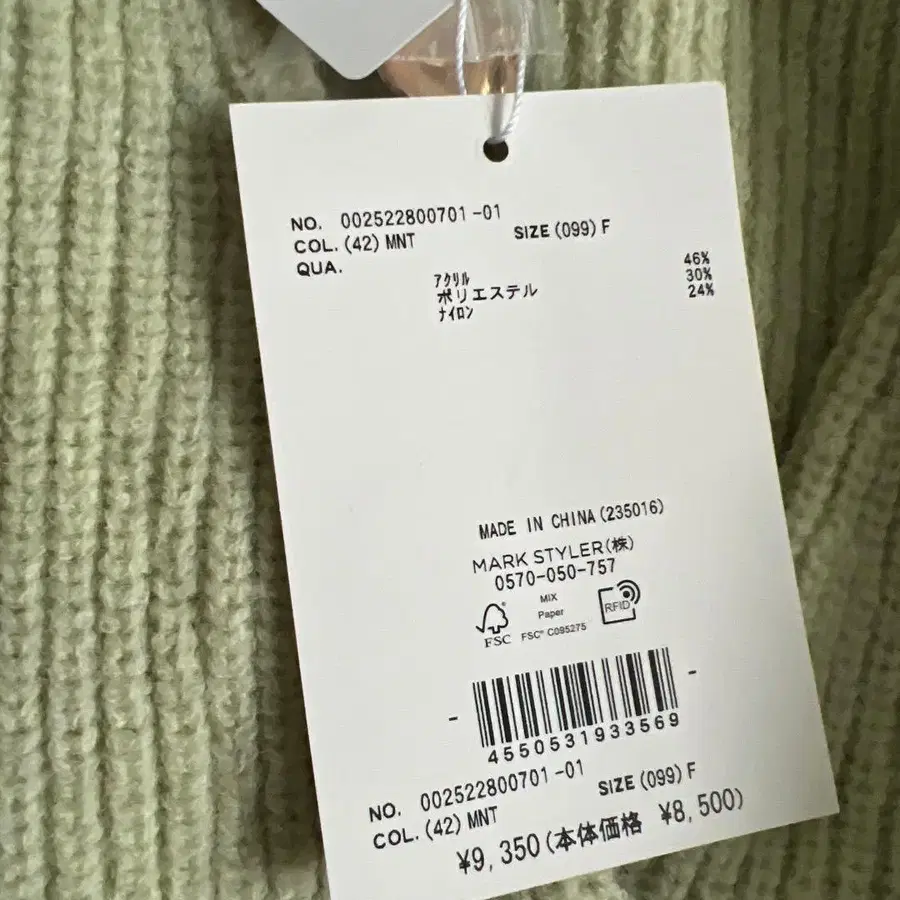 NO. 002522800701-01
COL. (42) MNT SIZE (099) F
QUA.
アクリル 46%
ポリエステル 30%
ナイロン 24%
MADE IN CHINA (235016)
MARK STYLER(株)
0570-050-757
MIX
Paper
FSC® C095275
FSC
RFID
4550531933569
NO. 002522800701-01
COL. (42) MNT SIZE (099) F
¥9,350(本体価格 ¥8,500)